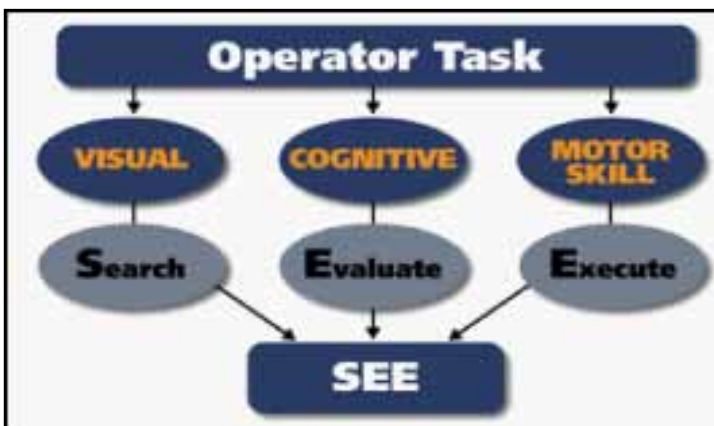 Operator Task
VISUAL
COGNITIVE
MOTOR
SKILL
Search
Evaluate
Execute
SEE